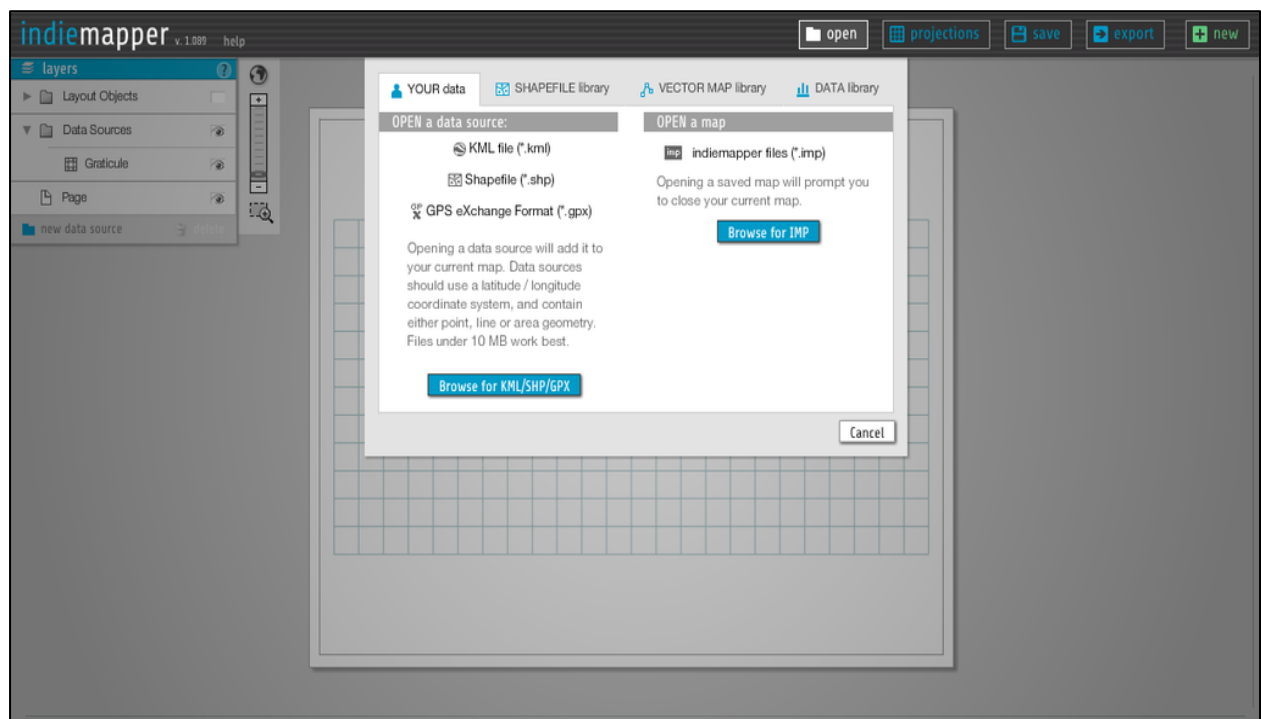 indiemapper v. 1.089 help
open projections save export new
layers ?
Layout Objects
Data Sources
Graticule
Page
new data source delete
YOUR data SHAPEFILE library VECTOR MAP library DATA library
OPEN a data source:
KML file (*.kml)
Shapefile (*.shp)
GPX GPS eXchange Format (*.gpx)
Opening a data source will add it to
your current map. Data sources
should use a latitude / longitude
coordinate system, and contain
either point, line or area geometry.
Files under 10 MB work best.
Browse for KML/SHP/GPX
OPEN a map
imp indiemapper files (*.imp)
Opening a saved map will prompt you
to close your current map.
Browse for IMP
Cancel